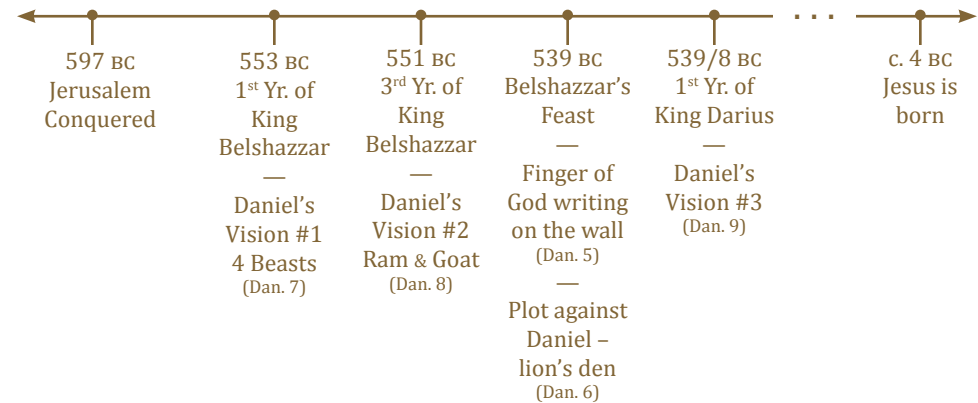 . . .
597 BC
Jerusalem
Conquered
553 BC
1st Yr. of
King
Belshazzar
—
Daniel’s
Vision #1
4 Beasts
(Dan. 7)
551 BC
3rd Yr. of
King
Belshazzar
—
Daniel’s
Vision #2
Ram & Goat
(Dan. 8)
539 BC
Belshazzar’s
Feast
—
Finger of
God writing
on the wall
(Dan. 5)
—
Plot against
Daniel –
lion’s den
(Dan. 6)
539/8 BC
1st Yr. of
King Darius
—
Daniel’s
Vision #3
(Dan. 9)
c. 4 BC
Jesus is
born